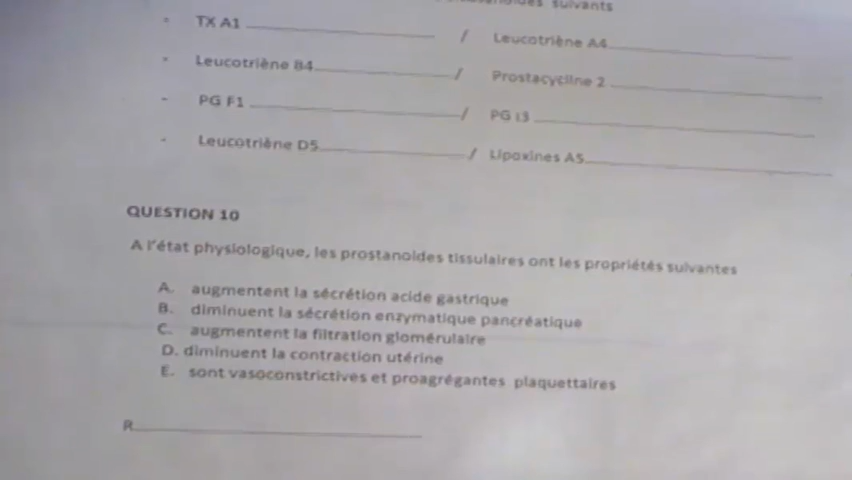 suivants
TX A1 / Leucotriène A4
Leucotriène B4 / Prostacycline 2
PG F1 / PG I3
Leucotriène D5 / Lipoxines A5
QUESTION 10
A l'état physiologique, les prostanoïdes tissulaires ont les propriétés suivantes
A. augmentent la sécrétion acide gastrique
B. diminuent la sécrétion enzymatique pancréatique
C. augmentent la filtration glomérulaire
D. diminuent la contraction utérine
E. sont vasoconstrictives et proagrégantes plaquettaires
R